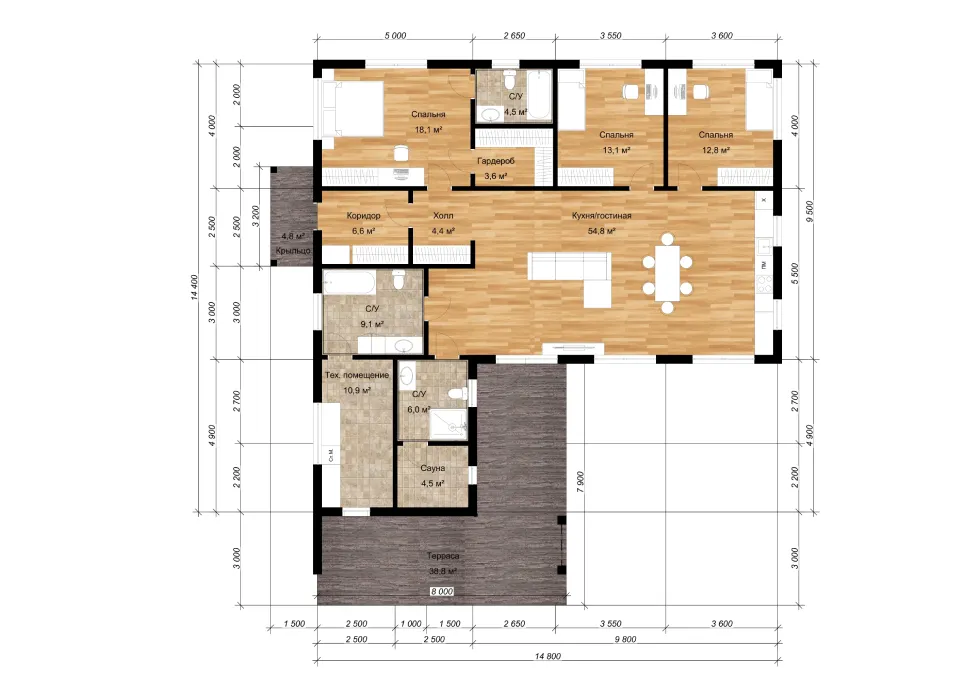 5 000
2 650
3 550
3 600
2 000
4 000
2 000
4 000
Спальня
18,1 м²
С/У
4,5 м²
Гардероб
3,6 м²
Спальня
13,1 м²
Спальня
12,8 м²
9 500
3 200
2 500
2 500
4,8 м²
Крыльцо
Коридор
6,6 м²
Холл
4,4 м²
Кухня/гостиная
54,8 м²
Х
ПМ
5 500
14 400
3 000
3 000
С/У
9,1 м²
Тех. помещение
10,9 м²
С/У
6,0 м²
2 700
4 900
2 200
Ст.М.
Сауна
4,5 м²
7 900
2 700
4 900
2 200
3 000
Терраса
38,8 м²
8 000
3 000
1 500
2 500
1 000
1 500
2 650
3 550
3 600
2 500
2 500
9 800
14 800